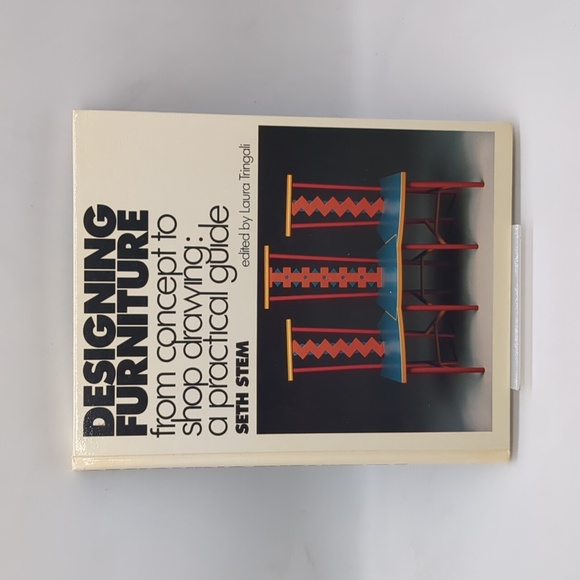 DESIGNING
FURNITURE
from concept to
shop drawing:
a practical guide
SETH STEM
edited by Laura Tringali